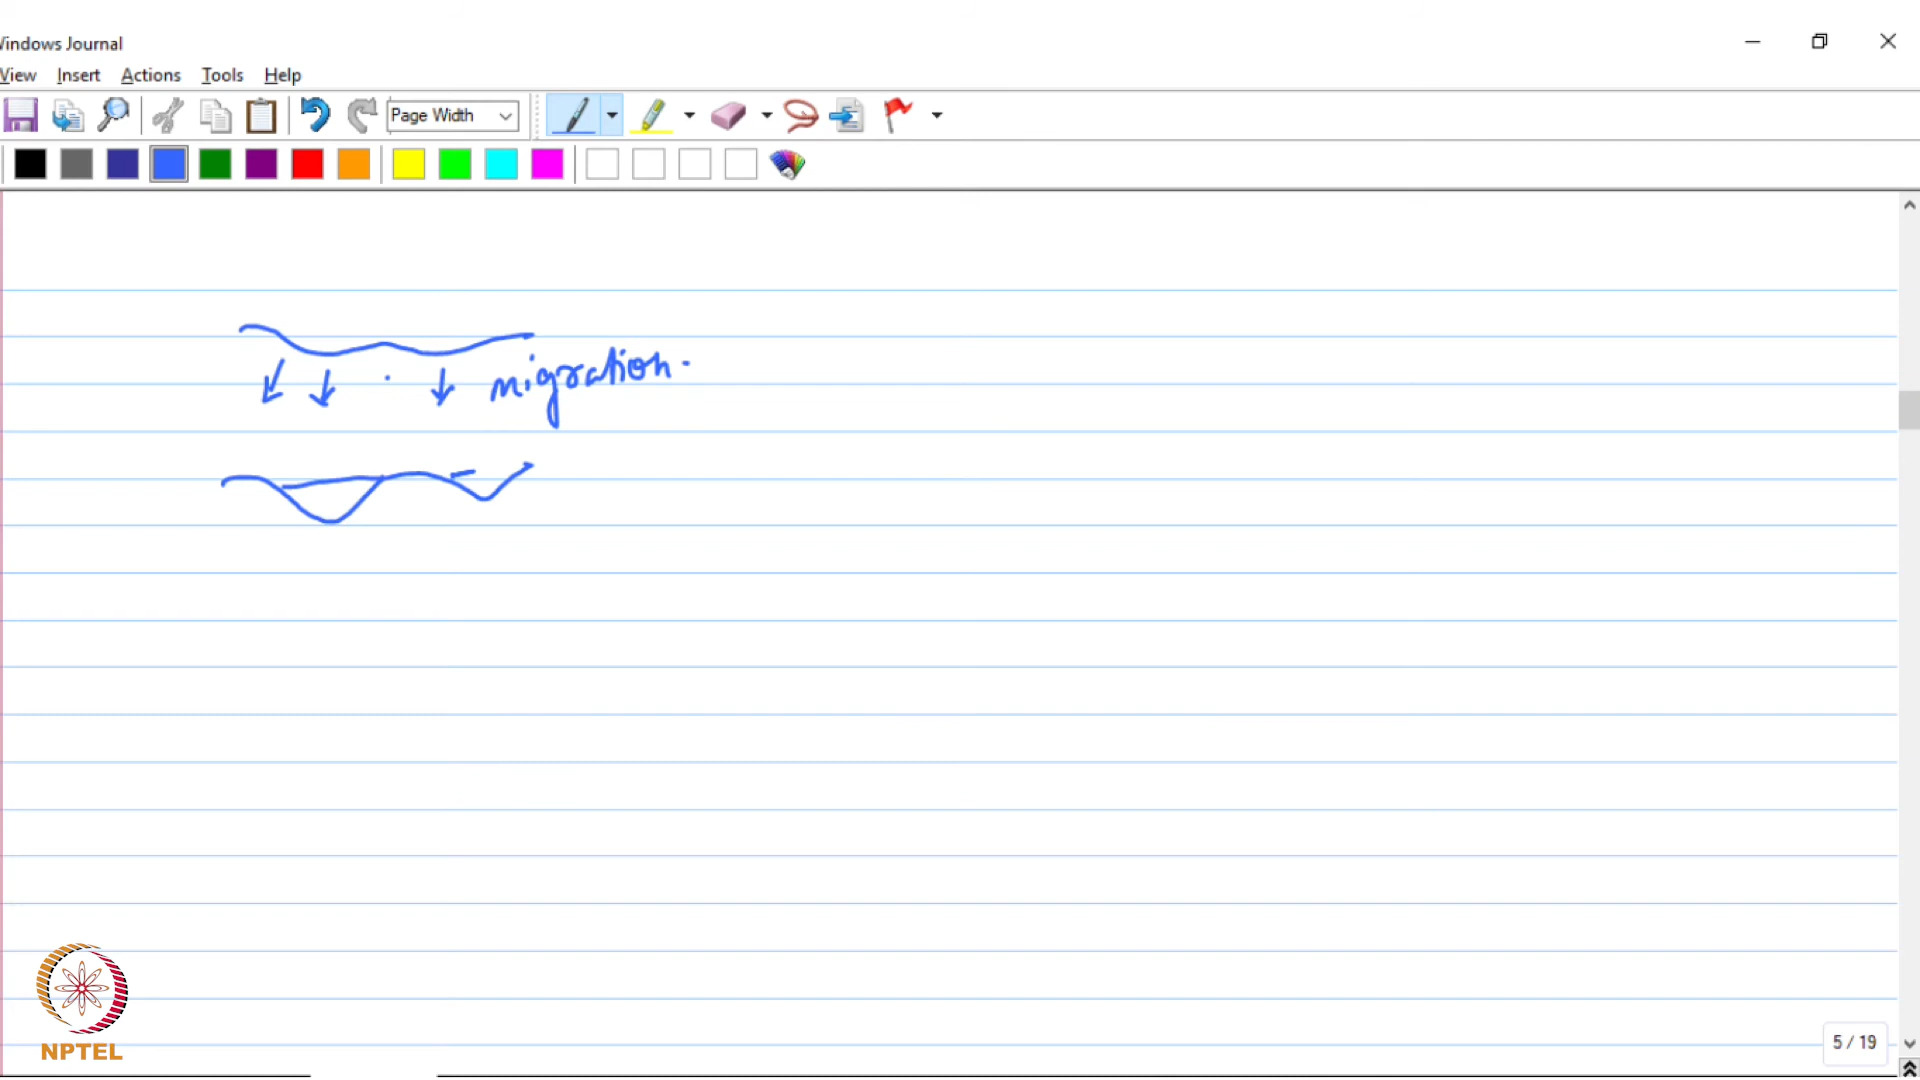 Windows Journal
View Insert Actions Tools Help
Page Width
migration.
5 / 19
NPTEL